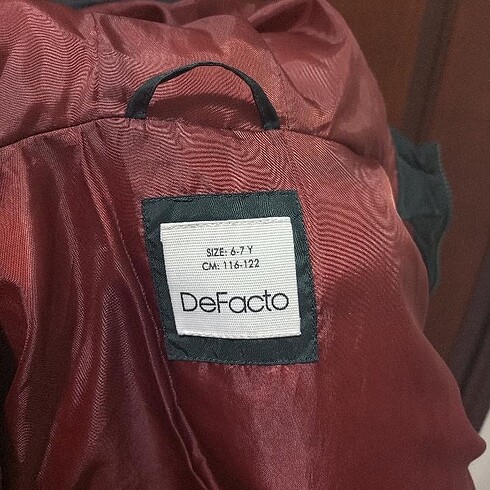 SIZE: 6-7 Y
CM: 116-122
DeFacto